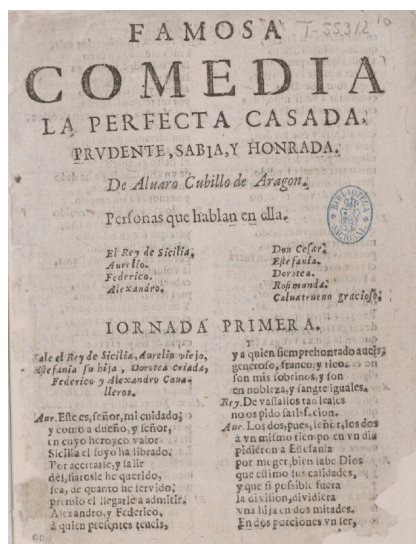 T-55312
10
FAMOSA
COMEDIA
LA PERFECTA CASADA.
PRVDENTE, SABIA, Y HONRADA.
De Aluaro Cubillo de Aragon.
Personas que hablan en ella.
El Rey de Sicilia,
Aurelio.
Federico.
Alexandro.
Don Cesar,
Estefania.
Dorotea.
Rosimunda.
Caluatrueno gracioso,
IORNADA PRIMERA.
Sale el Rey de Sicilia, Aurelio viejo,
Estefania su hija, Dorotea criada,
Federico y Alexandro Caua-
lleros.
Aur. Este es, señor, mi cuidado;
y como a dueño, y señor,
en cuyo heroyco valor
Sicilia el suyo ha librado.
Por acertarle, y salir
del, fiarosle he querido,
sea, de quanto he seruido;
premio el llegarle a admitir.
Alexandro, y Federico,
a quien presentes teneis,
y a quien siempre honrado aueis,
generoso, franco, y rico
son mis sobrinos, y son
en nobleza, y sangre iguales.
Rey. De vassallos tan leales
no os pido satisfacion.
Aur. Los dos, pues, señor, los dos
a vn mismo tiempo en vn dia
pidieron a Estefania
por muger, bien sabe Dios
que estimo sus calidades,
y que si possible fuera
la diuision, diuidiera
vna hija en dos mitades.
En dos porciones vn ser,